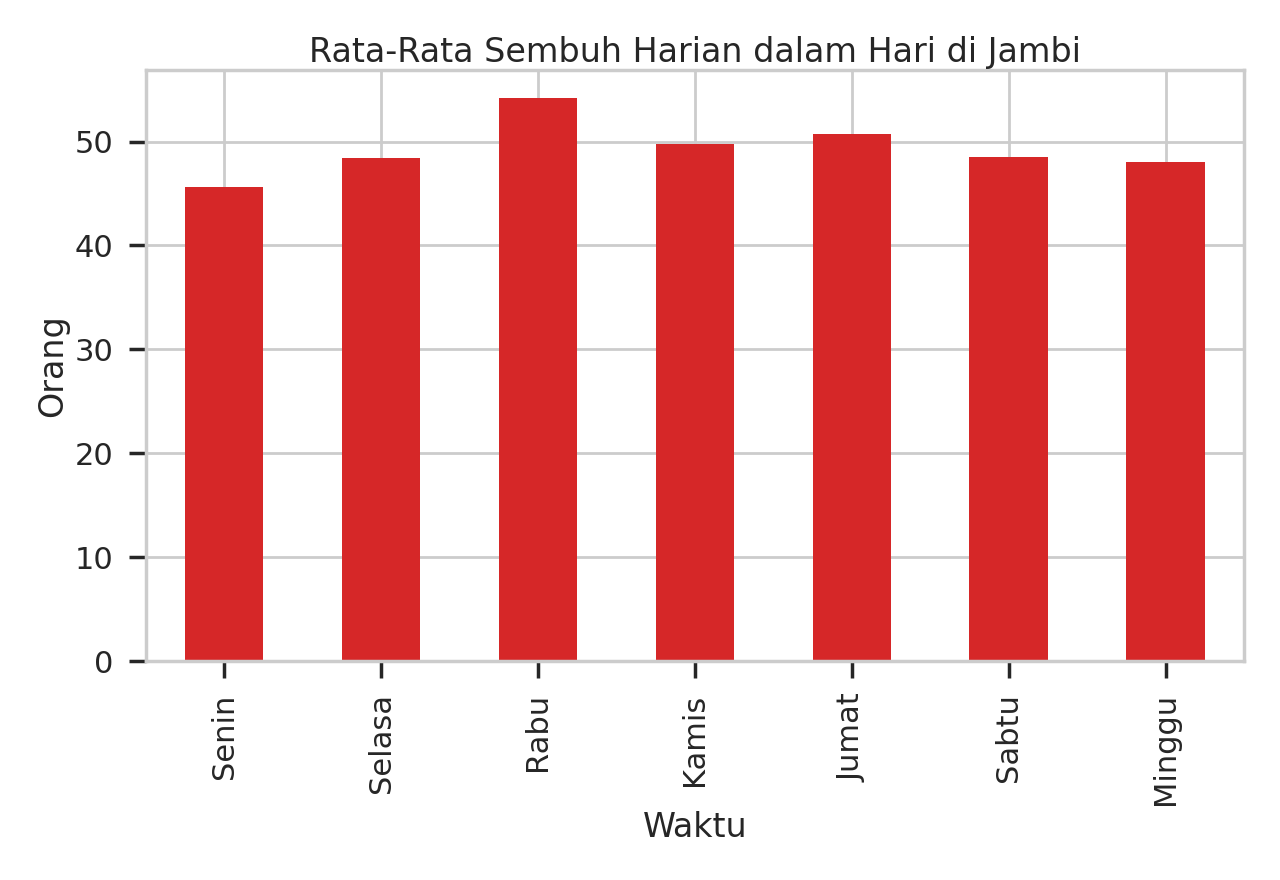 Rata-Rata Sembuh Harian dalam Hari di Jambi
Orang
50
40
30
20
10
0
Senin
Selasa
Rabu
Kamis
Jumat
Sabtu
Minggu
Waktu